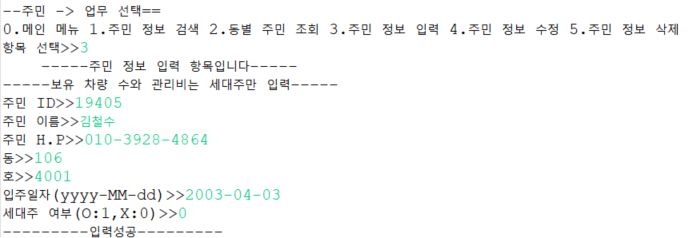 --주민 -> 업무 선택==
0.메인 메뉴 1.주민 정보 검색 2.동별 주민 조회 3.주민 정보 입력 4.주민 정보 수정 5.주민 정보 삭제
항목 선택>>3
-----주민 정보 입력 항목입니다-----
-----보유 차량 수와 관리비는 세대주만 입력-----
주민 ID>>19405
주민 이름>>김철수
주민 H.P>>010-3928-4864
동>>106
호>>4001
입주일자(yyyy-MM-dd)>>2003-04-03
세대주 여부(O:1,X:0)>>0
---------입력성공---------